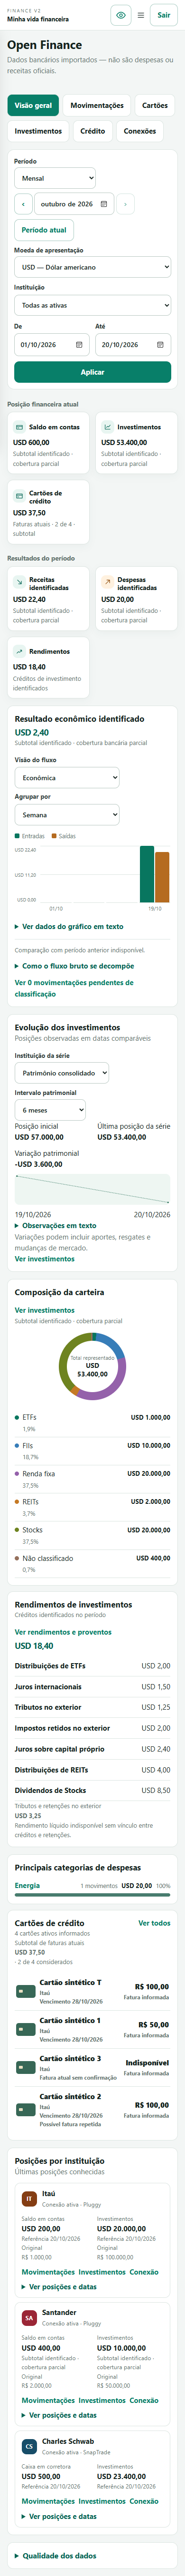 FINANCE V2
Minha vida financeira
Sair
Open Finance
Dados bancários importados — não são despesas ou
receitas oficiais.
Visão geral
Movimentações
Cartões
Investimentos
Crédito
Conexões
Período
Mensal
outubro de 2026
Período atual
Moeda de apresentação
USD — Dólar americano
Instituição
Todas as ativas
De
Até
01/10/2026
20/10/2026
Aplicar
Posição financeira atual
Saldo em contas
USD 600,00
Subtotal identificado ·
cobertura parcial
Investimentos
USD 53.400,00
Subtotal identificado ·
cobertura parcial
Cartões de
crédito
USD 37,50
Faturas atuais · 2 de 4 ·
subtotal
Resultados do período
Receitas
identificadas
USD 22,40
Subtotal identificado ·
cobertura parcial
Despesas
identificadas
USD 20,00
Subtotal identificado ·
cobertura parcial
Rendimentos
USD 18,40
Créditos de investimento
identificados
Resultado econômico identificado
USD 2,40
Subtotal identificado · cobertura bancária parcial
Visão do fluxo
Econômica
Agrupar por
Semana
Entradas
Saídas
USD 22,40
USD 11,20
USD 0,00
01/10
19/10
Ver dados do gráfico em texto
Comparação com período anterior indisponível.
Como o fluxo bruto se decompõe
Ver 0 movimentações pendentes de
classificação
Evolução dos investimentos
Posições observadas em datas comparáveis
Instituição da série
Patrimônio consolidado
Intervalo patrimonial
6 meses
Posição inicial
USD 57.000,00
Última posição da série
USD 53.400,00
Variação patrimonial
-USD 3.600,00
19/10/2026
20/10/2026
Observações em texto
Variações podem incluir aportes, resgates e
mudanças de mercado.
Ver investimentos
Composição da carteira
Ver investimentos
Subtotal identificado · cobertura parcial
Total representado
USD
53.400,00
ETFs
USD 1.000,00
1,9%
FIIs
USD 10.000,00
18,7%
Renda fixa
USD 20.000,00
37,5%
REITs
USD 2.000,00
3,7%
Stocks
USD 20.000,00
37,5%
Não classificado
USD 400,00
0,7%
Rendimentos de investimentos
Créditos identificados no período
Ver rendimentos e proventos
USD 18,40
Distribuições de ETFs
USD 2,00
Juros internacionais
USD 1,50
Tributos no exterior
USD 1,25
Impostos retidos no exterior
USD 2,00
Juros sobre capital próprio
USD 2,40
Distribuições de REITs
USD 4,00
Dividendos de Stocks
USD 8,50
Tributos e retenções no exterior
USD 3,25
Rendimento líquido indisponível sem vínculo entre
créditos e retenções.
Principais categorias de despesas
Energia
1 movimentos USD 20,00 100%
Cartões de crédito
Ver todos
4 cartões ativos informados
Subtotal de faturas atuais
USD 37,50
· 2 de 4 considerados
Cartão sintético T
Itaú
Vencimento 28/10/2026
R$ 100,00
Fatura informada
Cartão sintético 1
Itaú
Vencimento 28/10/2026
R$ 50,00
Fatura informada
Cartão sintético 3
Itaú
Fatura atual sem confirmação
Indisponível
Fatura informada
Cartão sintético 2
Itaú
Vencimento 28/10/2026
Possível fatura repetida
R$ 100,00
Fatura informada
Posições por instituição
Últimas posições conhecidas
IT
Itaú
Conexão ativa · Pluggy
Saldo em contas
USD 200,00
Referência 20/10/2026
Original
R$ 1.000,00
Investimentos
USD 20.000,00
Referência 20/10/2026
Original
R$ 100.000,00
Movimentações Investimentos Conexão
Ver posições e datas
SA
Santander
Conexão ativa · Pluggy
Saldo em contas
USD 400,00
Subtotal identificado ·
cobertura parcial
Original
R$ 2.000,00
Investimentos
USD 10.000,00
Subtotal identificado ·
cobertura parcial
Original
R$ 50.000,00
Movimentações Investimentos Conexão
Ver posições e datas
CS
Charles Schwab
Conexão ativa · SnapTrade
Caixa em corretora
USD 500,00
Referência 20/10/2026
Investimentos
USD 23.400,00
Referência 20/10/2026
Movimentações Investimentos Conexão
Ver posições e datas
Qualidade dos dados